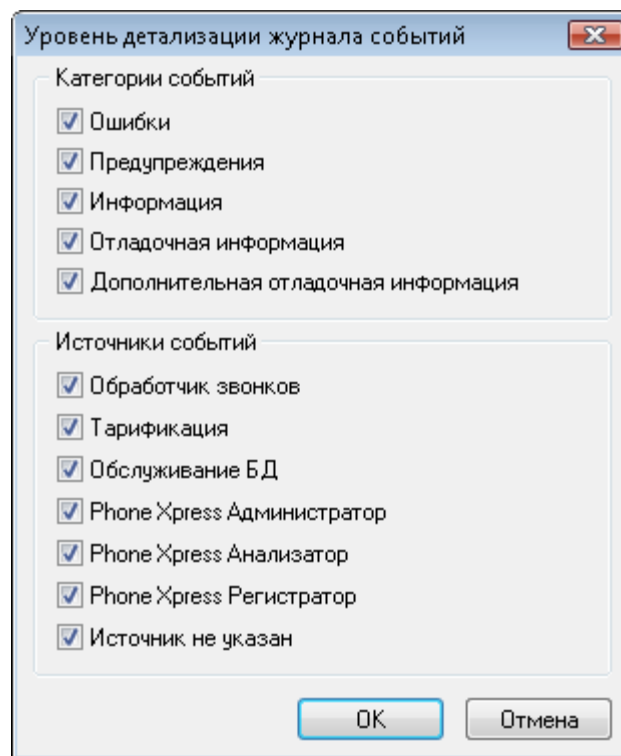 Уровень детализации журнала событий
Категории событий
Ошибки
Предупреждения
Информация
Отладочная информация
Дополнительная отладочная информация
Источники событий
Обработчик звонков
Тарификация
Обслуживание БД
Phone Xpress Администратор
Phone Xpress Анализатор
Phone Xpress Регистратор
Источник не указан
OK
Отмена